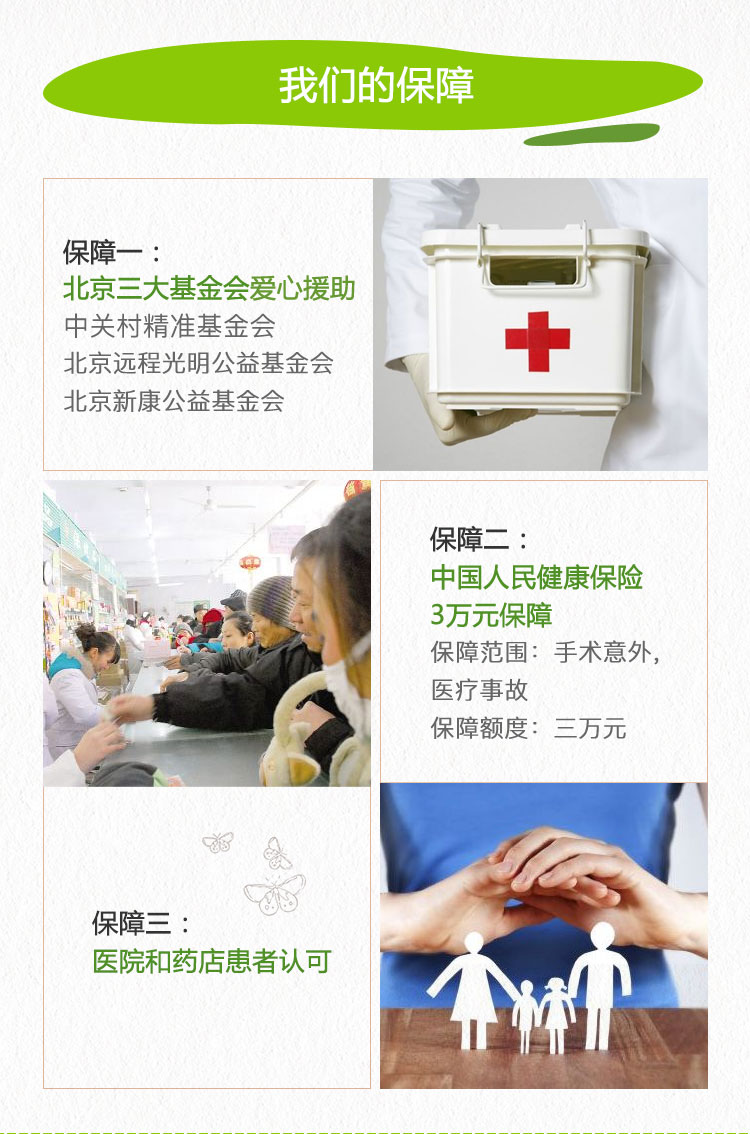 我们的保障
保障一：
北京三大基金会爱心援助
中关村精准基金会
北京远程光明公益基金会
北京新康公益基金会
保障二：
中国人民健康保险
3万元保障
保障范围：手术意外，
医疗事故
保障额度：三万元
保障三：
医院和药店患者认可